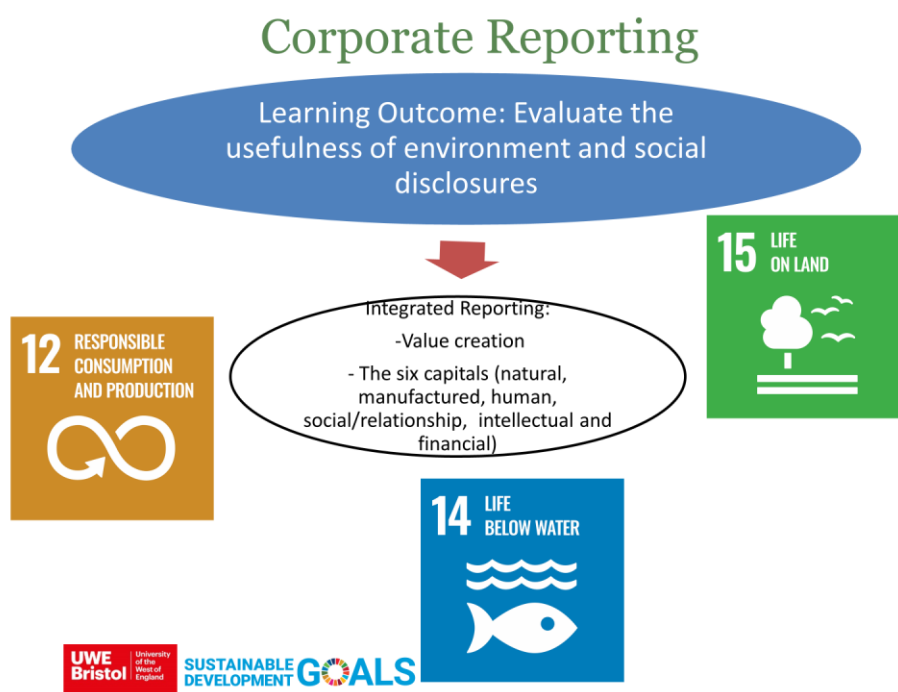 Corporate Reporting
Learning Outcome: Evaluate the
usefulness of environment and social
disclosures
15 LIFE
ON LAND
Integrated Reporting:
-Value creation
- The six capitals (natural,
manufactured, human,
social/relationship, intellectual and
financial)
12 RESPONSIBLE
CONSUMPTION
AND PRODUCTION
14 LIFE
BELOW WATER
UWE
Bristol
University
of the
West of
England
SUSTAINABLE
DEVELOPMENT
GOALS